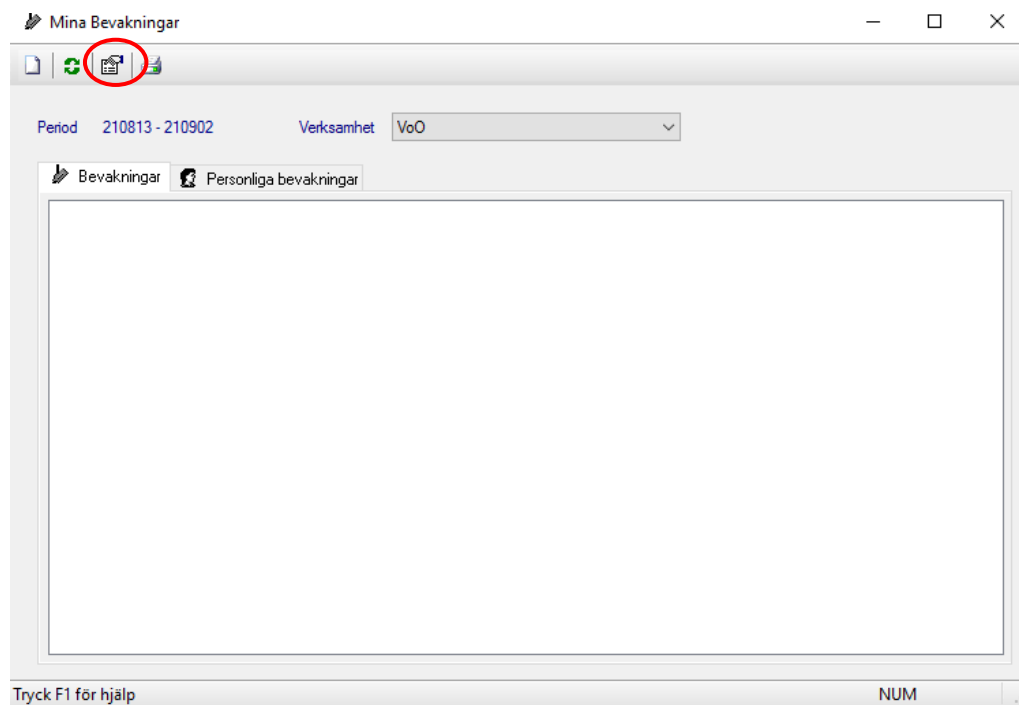 Mina Bevakningar
Period 210813 - 210902 Verksamhet VoO
Bevakningar Personliga bevakningar
Tryck F1 för hjälp NUM